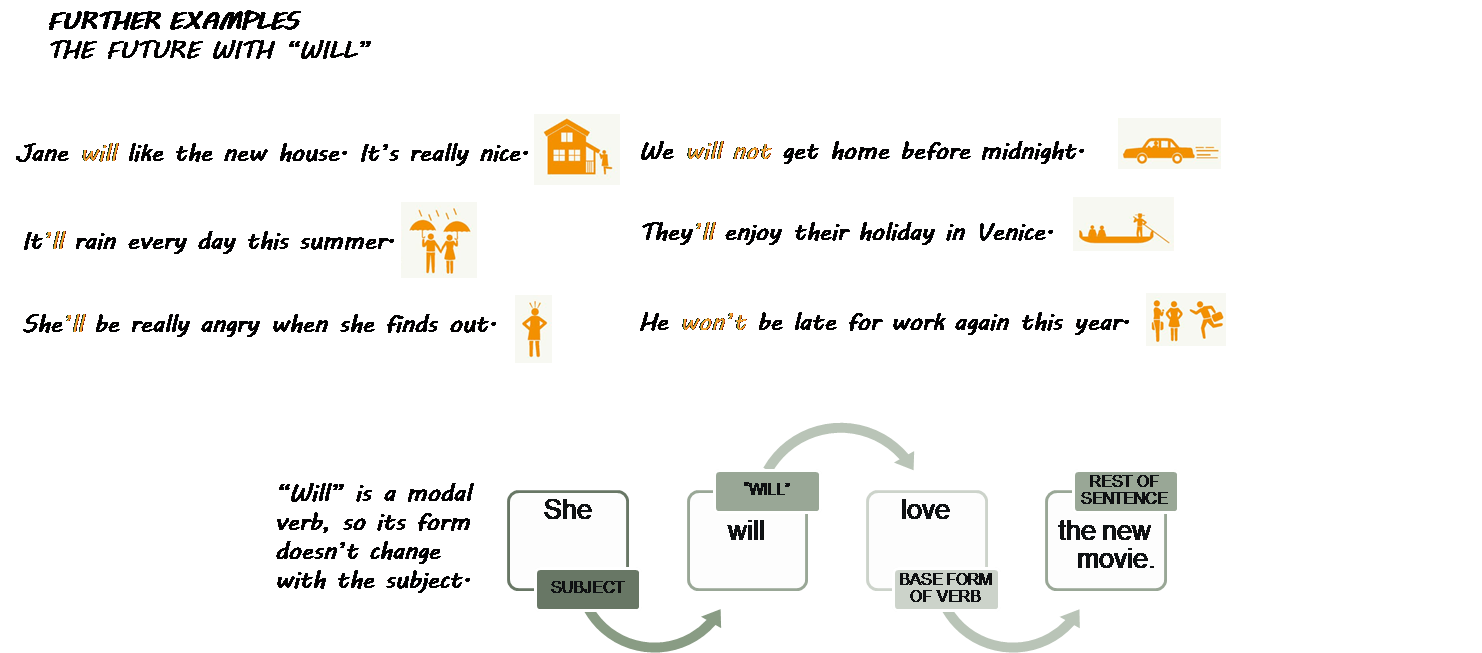 FURTHER EXAMPLES
THE FUTURE WITH “WILL”
Jane will like the new house. It’s really nice.
We will not get home before midnight.
It’ll rain every day this summer.
They’ll enjoy their holiday in Venice.
She’ll be really angry when she finds out.
He won’t be late for work again this year.
“Will” is a modal
verb, so its form
doesn’t change
with the subject.
She
SUBJECT
"WILL"
will
love
BASE FORM
OF VERB
REST OF
SENTENCE
the new
movie.